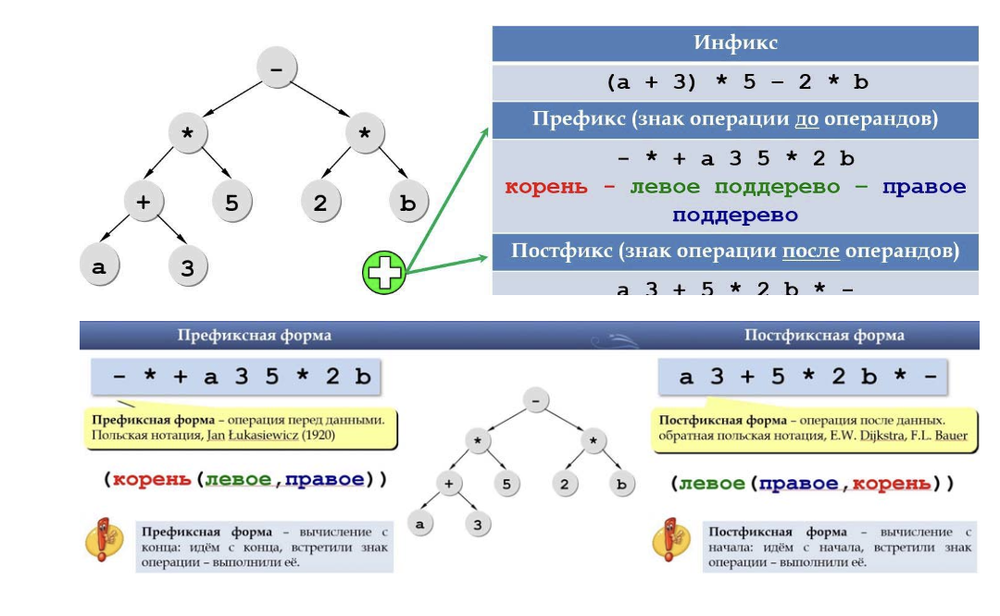 -
* *
+ 5 2 b
a 3
Инфикс
(a + 3) * 5 – 2 * b
Префикс (знак операции до операндов)
- * + a 3 5 * 2 b
корень - левое поддерево – правое
поддерево
Постфикс (знак операции после операндов)
a 3 + 5 * 2 b * -
Префиксная форма
- * + a 3 5 * 2 b
Префиксная форма – операция перед данными.
Польская нотация, Jan Łukasiewicz (1920)
(корень(левое,правое))
Префиксная форма – вычисление с
конца: идём с конца, встретили знак
операции – выполнили её.
-
* *
+ 5 2 b
a 3
Постфиксная форма
a 3 + 5 * 2 b * -
Постфиксная форма – операция после данных.
обратная польская нотация, E.W. Dijkstra, F.L. Bauer
(левое(правое,корень))
Постфиксная форма – вычисление с
начала: идём с начала, встретили знак
операции – выполнили её.